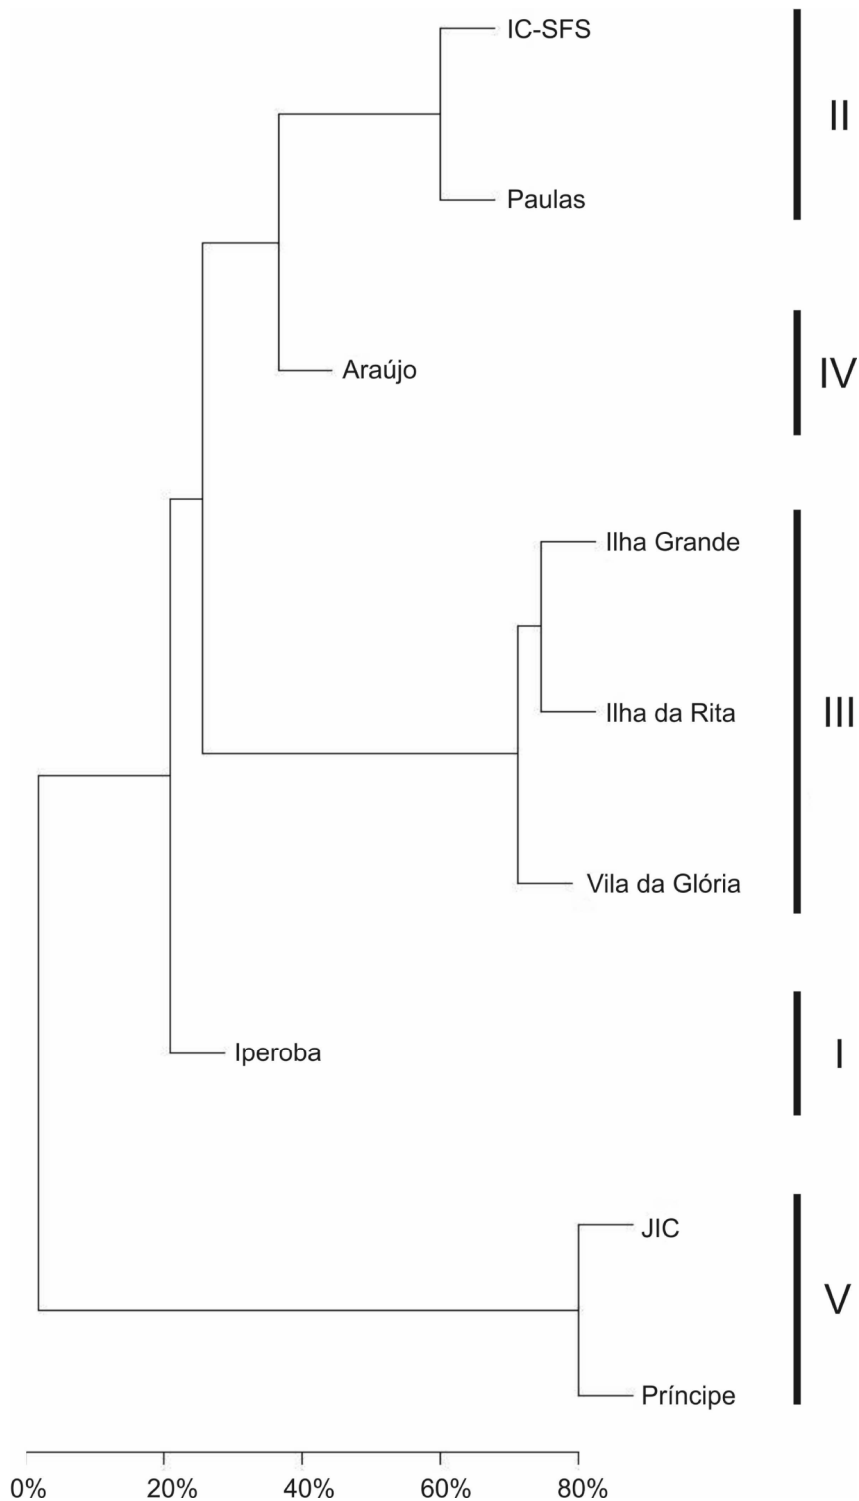 IC-SFS
II
Paulas
Araújo
IV
Ilha Grande
Ilha da Rita
III
Vila da Glória
Iperoba
I
JIC
V
Príncipe
0% 20% 40% 60% 80%